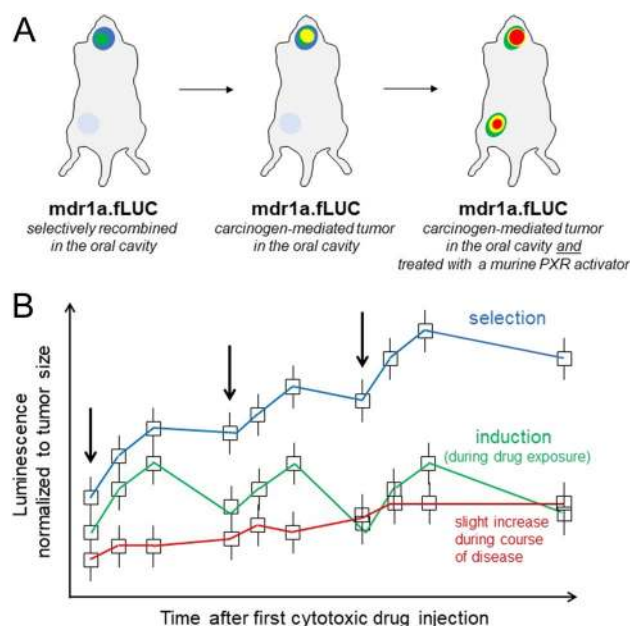 A
mdr1a.fLUC
selectively recombined
in the oral cavity
mdr1a.fLUC
carcinogen-mediated tumor
in the oral cavity
mdr1a.fLUC
carcinogen-mediated tumor
in the oral cavity and
treated with a murine PXR activator
B
Luminescence
normalized to tumor size
selection
induction
(during drug exposure)
slight increase
during course
of disease
Time after first cytotoxic drug injection